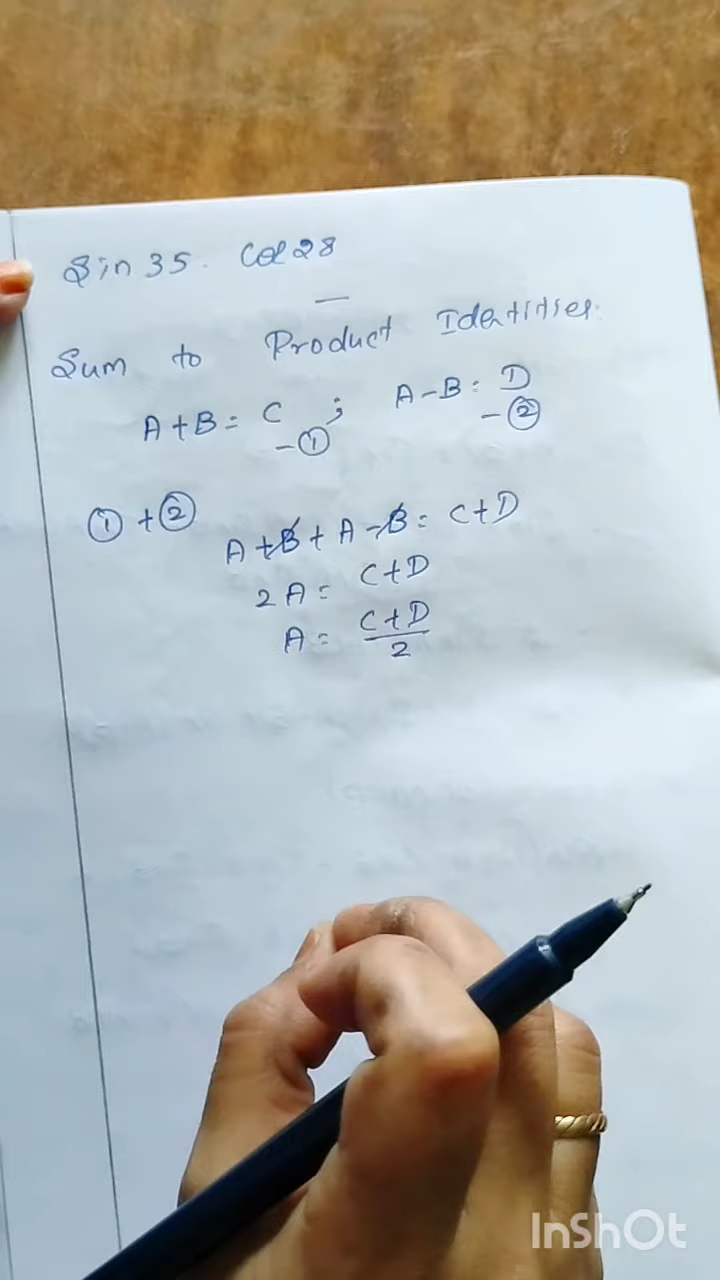 Sin 35. Cos 28
Sum to Product Identities.
A+B = C -① ; A-B = D -②
① + ② A+B+A-B = C+D
2A = C+D
A = C+D/2
InShOt